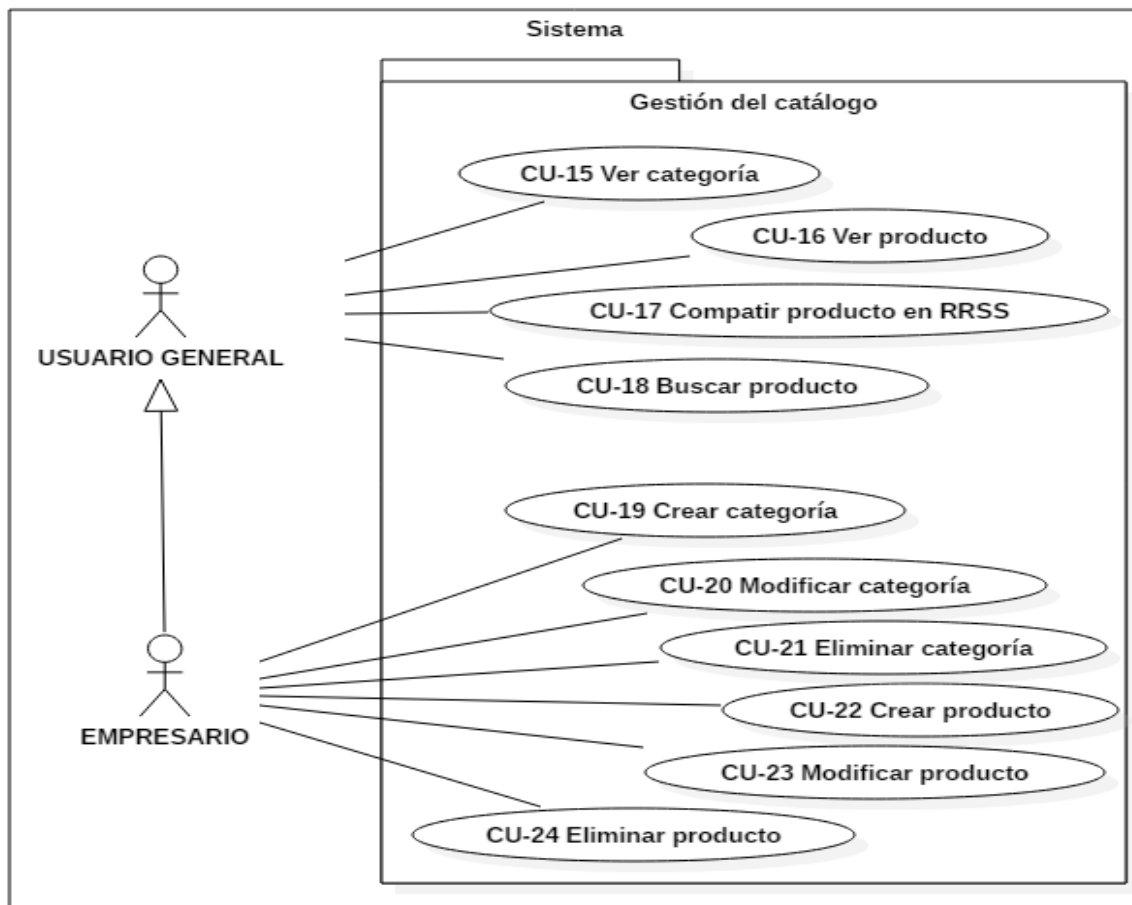 Sistema
Gestión del catálogo
CU-15 Ver categoría
CU-16 Ver producto
CU-17 Compatir producto en RRSS
USUARIO GENERAL
CU-18 Buscar producto
CU-19 Crear categoría
CU-20 Modificar categoría
CU-21 Eliminar categoría
CU-22 Crear producto
EMPRESARIO
CU-23 Modificar producto
CU-24 Eliminar producto